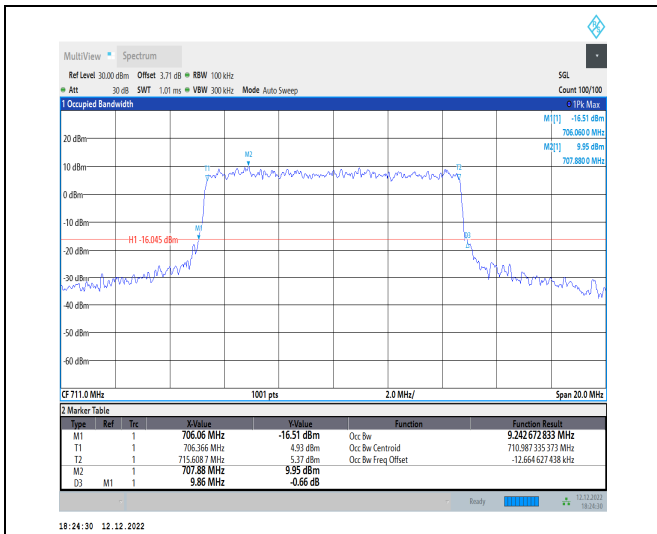 MultiView Spectrum
Ref Level 30.00 dBm Offset 3.71 dB RBW 100 kHz SGL
Att 30 dB SWT 1.01 ms VBW 300 kHz Mode Auto Sweep Count 100/100
1 Occupied Bandwidth 1Pk Max
M1[1] -16.51 dBm
706.060 0 MHz
M2[1] 9.95 dBm
707.880 0 MHz
20 dBm
M2
10 dBm
T1
T2
0 dBm
-10 dBm
M1
H1 -16.045 dBm
D3
-20 dBm
-30 dBm
-40 dBm
-50 dBm
-60 dBm
CF 711.0 MHz 1001 pts 2.0 MHz/ Span 20.0 MHz
2 Marker Table
Type Ref Trc X-Value Y-Value Function Function Result
M1 1 706.06 MHz -16.51 dBm Occ Bw 9.242 672 833 MHz
T1 1 706.366 MHz 4.93 dBm Occ Bw Centroid 710.987 335 373 MHz
T2 1 715.608 7 MHz 5.37 dBm Occ Bw Freq Offset -12.664 627 438 kHz
M2 1 707.88 MHz 9.95 dBm
D3 M1 1 9.86 MHz -0.66 dB
Ready 12.12.2022
18:24:30
18:24:30 12.12.2022